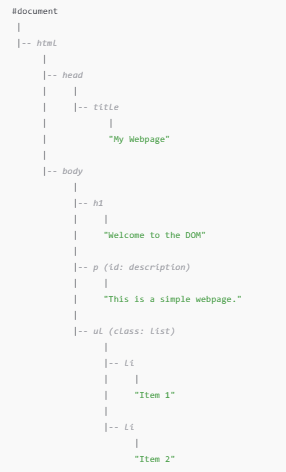 #document
|
|-- html
     |
     |-- head
     |     |
     |     |-- title
     |           |
     |           "My Webpage"
     |
     |-- body
           |
           |-- h1
           |     |
           |     "Welcome to the DOM"
           |
           |-- p (id: description)
           |     |
           |     "This is a simple webpage."
           |
           |-- ul (class: list)
                 |
                 |-- li
                 |     |
                 |     "Item 1"
                 |
                 |-- li
                       |
                       "Item 2"